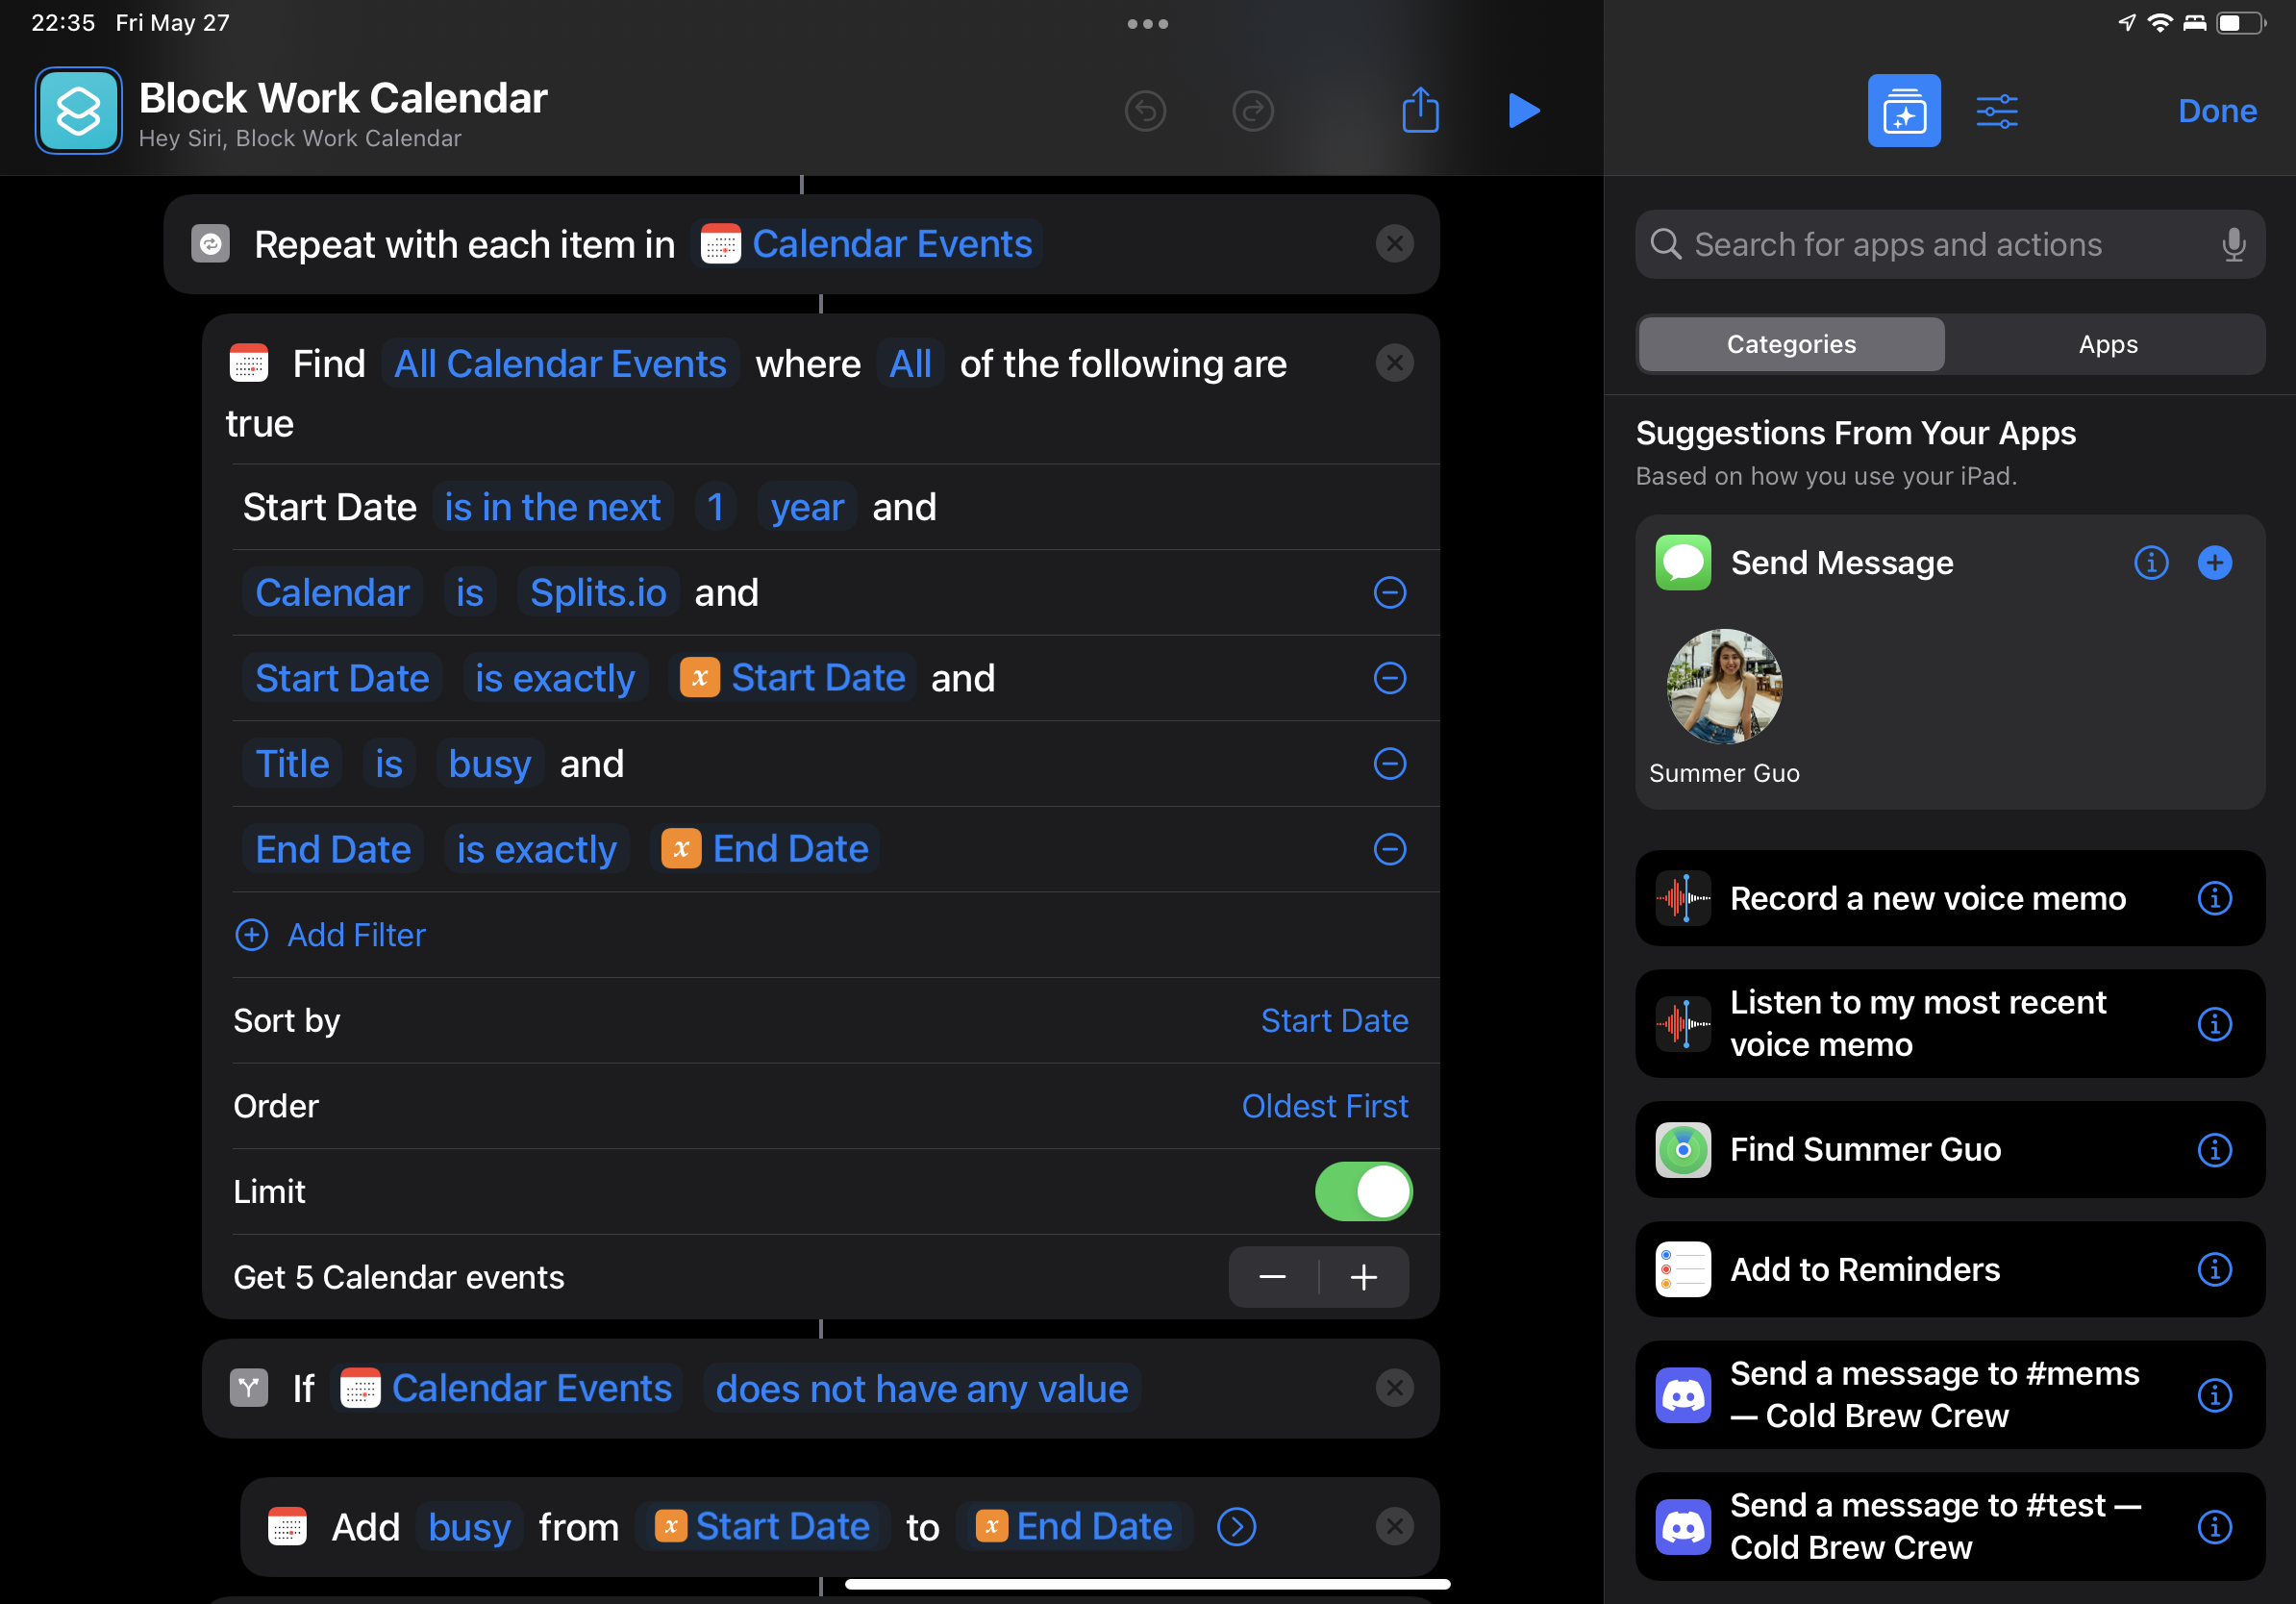 22:35 Fri May 27
Block Work Calendar
Hey Siri, Block Work Calendar
Done
Repeat with each item in Calendar Events
Find All Calendar Events where All of the following are
true
Start Date is in the next 1 year and
Calendar is Splits.io and
Start Date is exactly x Start Date and
Title is busy and
End Date is exactly x End Date
Add Filter
Sort by Start Date
Order Oldest First
Limit
Get 5 Calendar events
If Calendar Events does not have any value
Add busy from x Start Date to x End Date
Search for apps and actions
Categories Apps
Suggestions From Your Apps
Based on how you use your iPad.
Send Message
Summer Guo
Record a new voice memo
Listen to my most recent
voice memo
Find Summer Guo
Add to Reminders
Send a message to #mems
— Cold Brew Crew
Send a message to #test —
Cold Brew Crew